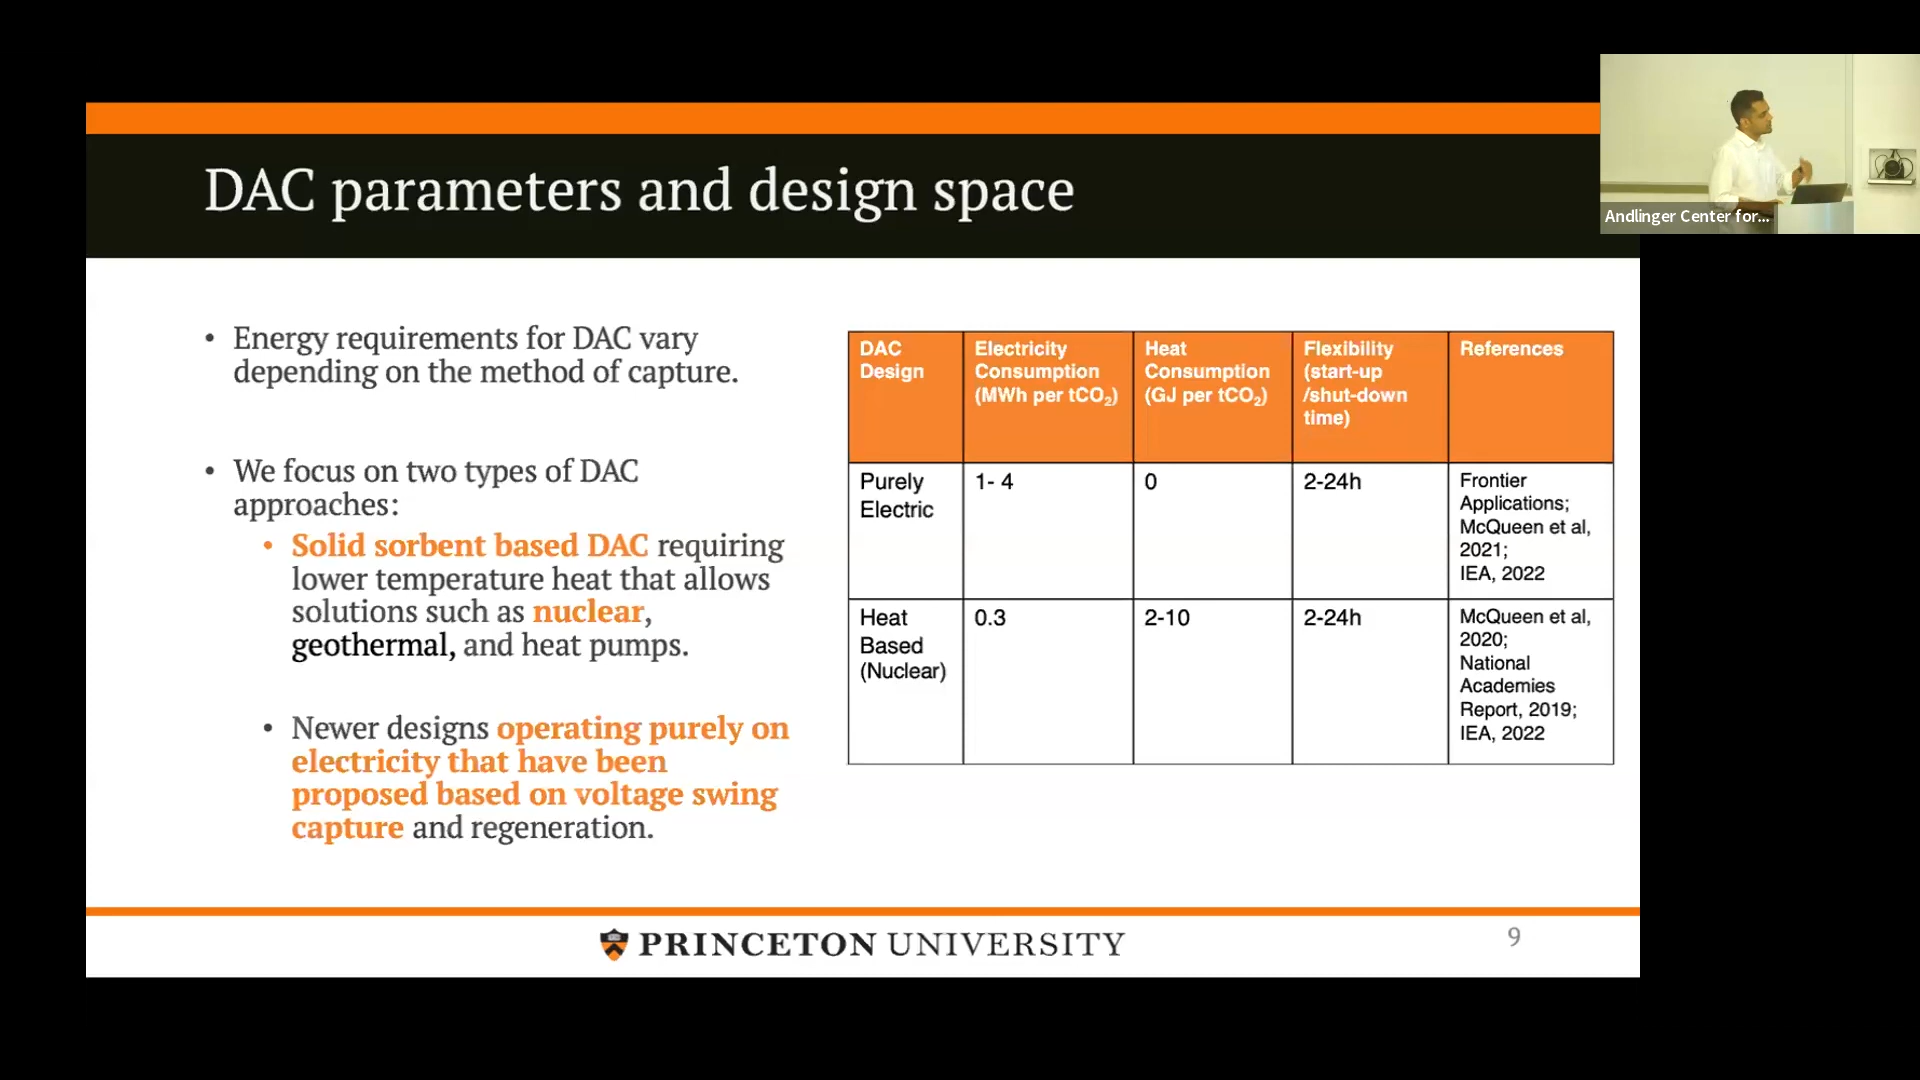 DAC parameters and design space
Andlinger Center for...
• Energy requirements for DAC vary
depending on the method of capture.
• We focus on two types of DAC
approaches:
• Solid sorbent based DAC requiring
lower temperature heat that allows
solutions such as nuclear,
geothermal, and heat pumps.
• Newer designs operating purely on
electricity that have been
proposed based on voltage swing
capture and regeneration.
DAC
Design
Electricity
Consumption
(MWh per tCO₂)
Heat
Consumption
(GJ per tCO₂)
Flexibility
(start-up
/shut-down
time)
References
Purely
Electric
1- 4
0
2-24h
Frontier
Applications;
McQueen et al,
2021;
IEA, 2022
Heat
Based
(Nuclear)
0.3
2-10
2-24h
McQueen et al,
2020;
National
Academies
Report, 2019;
IEA, 2022
PRINCETON UNIVERSITY
9